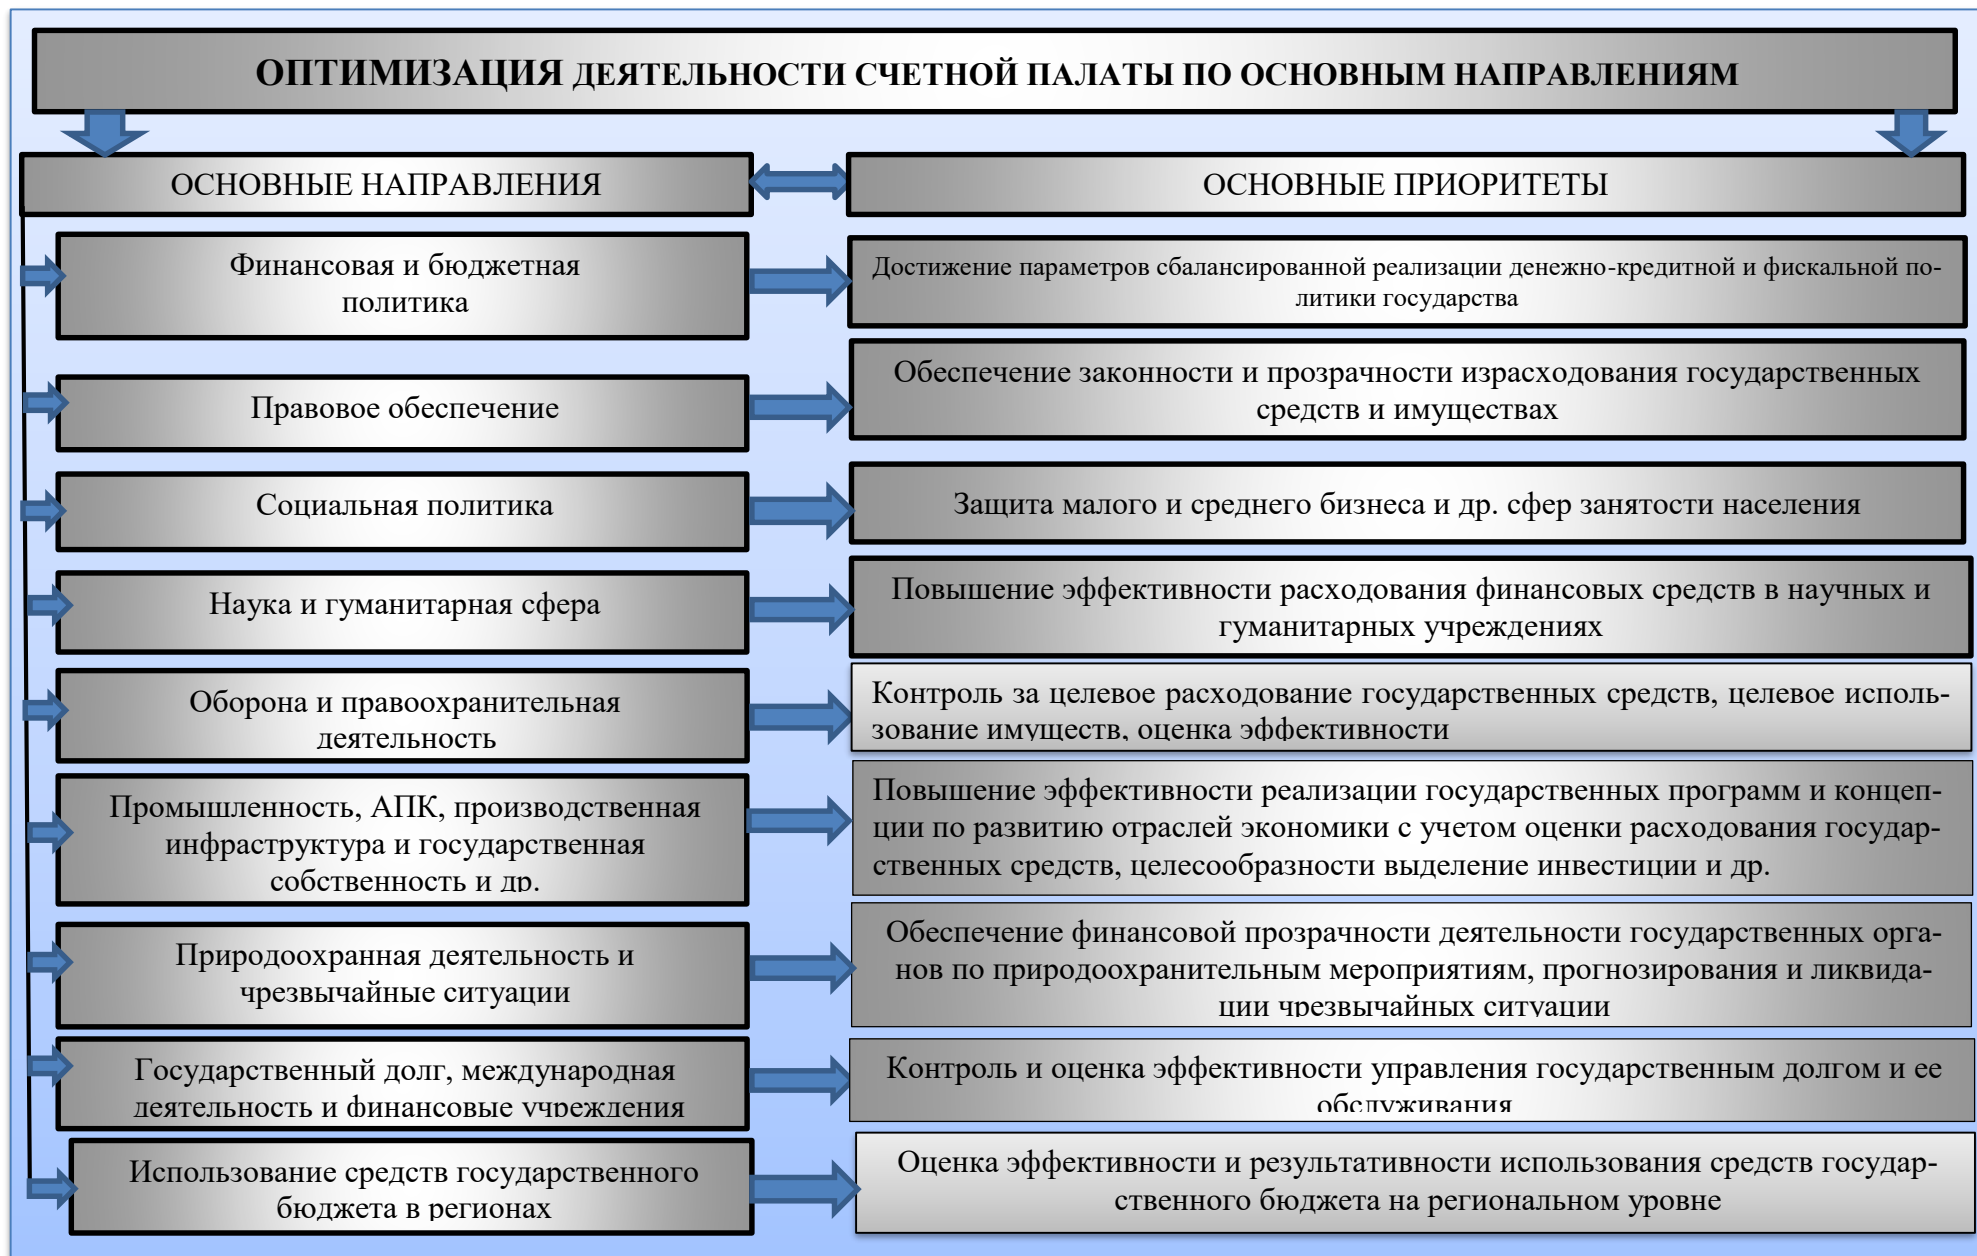 ОПТИМИЗАЦИЯ ДЕЯТЕЛЬНОСТИ СЧЕТНОЙ ПАЛАТЫ ПО ОСНОВНЫМ НАПРАВЛЕНИЯМ
ОСНОВНЫЕ НАПРАВЛЕНИЯ
ОСНОВНЫЕ ПРИОРИТЕТЫ
Финансовая и бюджетная
политика
Достижение параметров сбалансированной реализации денежно-кредитной и фискальной по-
литики государства
Правовое обеспечение
Обеспечение законности и прозрачности израсходования государственных
средств и имуществах
Социальная политика
Защита малого и среднего бизнеса и др. сфер занятости населения
Наука и гуманитарная сфера
Повышение эффективности расходования финансовых средств в научных и
гуманитарных учреждениях
Оборона и правоохранительная
деятельность
Контроль за целевое расходование государственных средств, целевое исполь-
зование имуществ, оценка эффективности
Промышленность, АПК, производственная
инфраструктура и государственная
собственность и др.
Повышение эффективности реализации государственных программ и концеп-
ции по развитию отраслей экономики с учетом оценки расходования государ-
ственных средств, целесообразности выделение инвестиции и др.
Природоохранная деятельность и
чрезвычайные ситуации
Обеспечение финансовой прозрачности деятельности государственных орга-
нов по природоохранительным мероприятиям, прогнозирования и ликвида-
ции чрезвычайных ситуации
Государственный долг, международная
деятельность и финансовые учреждения
Контроль и оценка эффективности управления государственным долгом и ее
обслуживания
Использование средств государственного
бюджета в регионах
Оценка эффективности и результативности использования средств государ-
ственного бюджета на региональном уровне